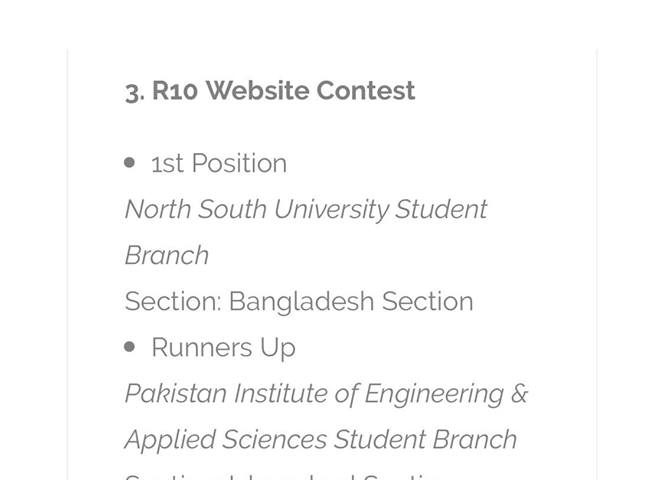 3. R10 Website Contest
• 1st Position
North South University Student
Branch
Section: Bangladesh Section
• Runners Up
Pakistan Institute of Engineering &
Applied Sciences Student Branch